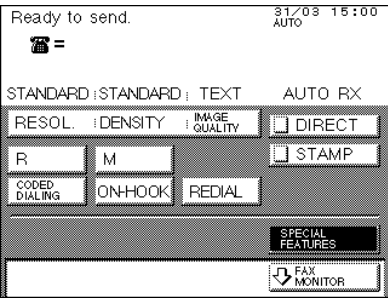 Ready to send.
31/03 15:00
AUTO
=
STANDARD STANDARD TEXT AUTO RX
RESOL. DENSITY IMAGE QUALITY DIRECT
R M STAMP
CODED DIALING ON-HOOK REDIAL
SPECIAL FEATURES
FAX MONITOR